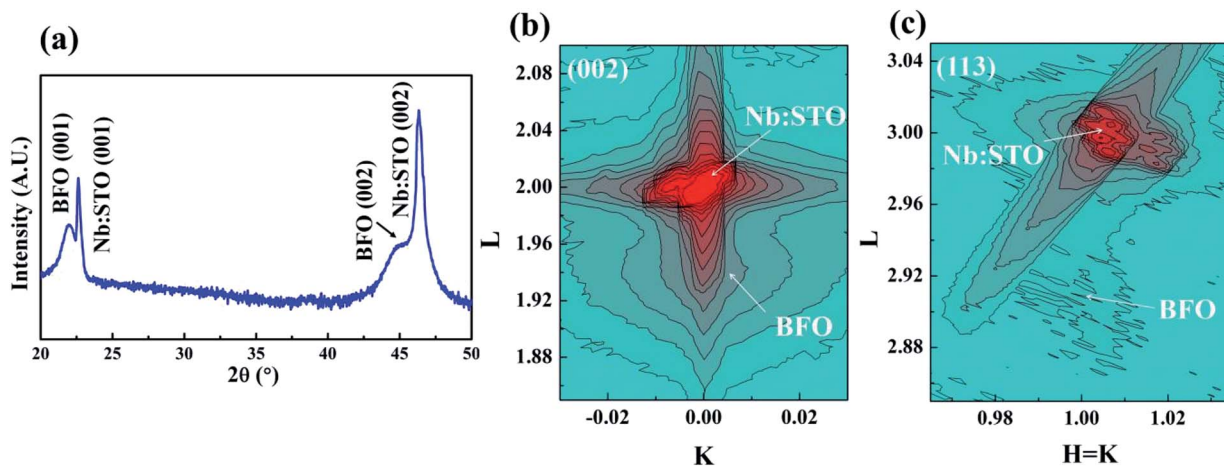 (a)
Intensity (A.U.)
BFO (001)
Nb:STO (001)
BFO (002)
Nb:STO (002)
20 25 30 35 40 45 50
2θ (°)
(b)
(002)
Nb:STO
BFO
L
2.08
2.04
2.00
1.96
1.92
1.88
-0.02 0.00 0.02
K
(c)
(113)
Nb:STO
BFO
L
3.04
3.00
2.96
2.92
2.88
0.98 1.00 1.02
H=K